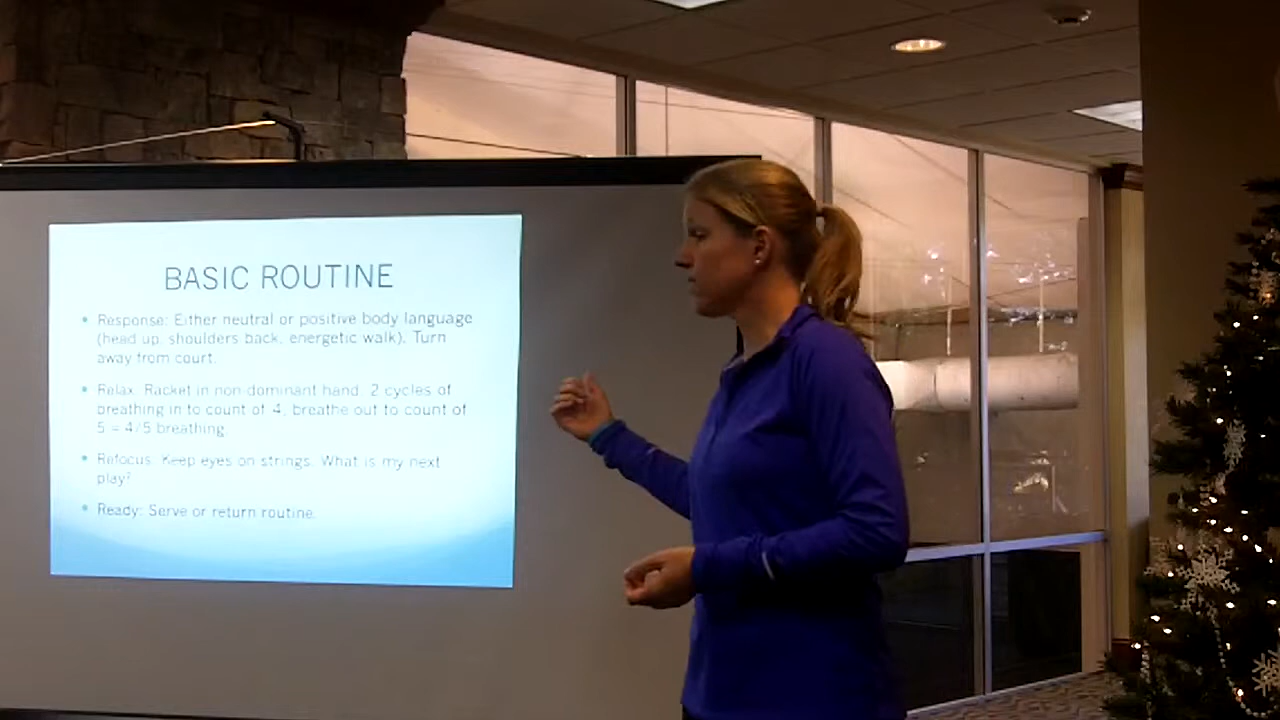 BASIC ROUTINE
• Response: Either neutral or positive body language
(head up, shoulders back, energetic walk). Turn
away from court.
• Relax: Racket in non-dominant hand. 2 cycles of
breathing in to count of 4, breathe out to count of
5 = 4/5 breathing.
• Refocus: Keep eyes on strings. What is my next
play?
• Ready: Serve or return routine.